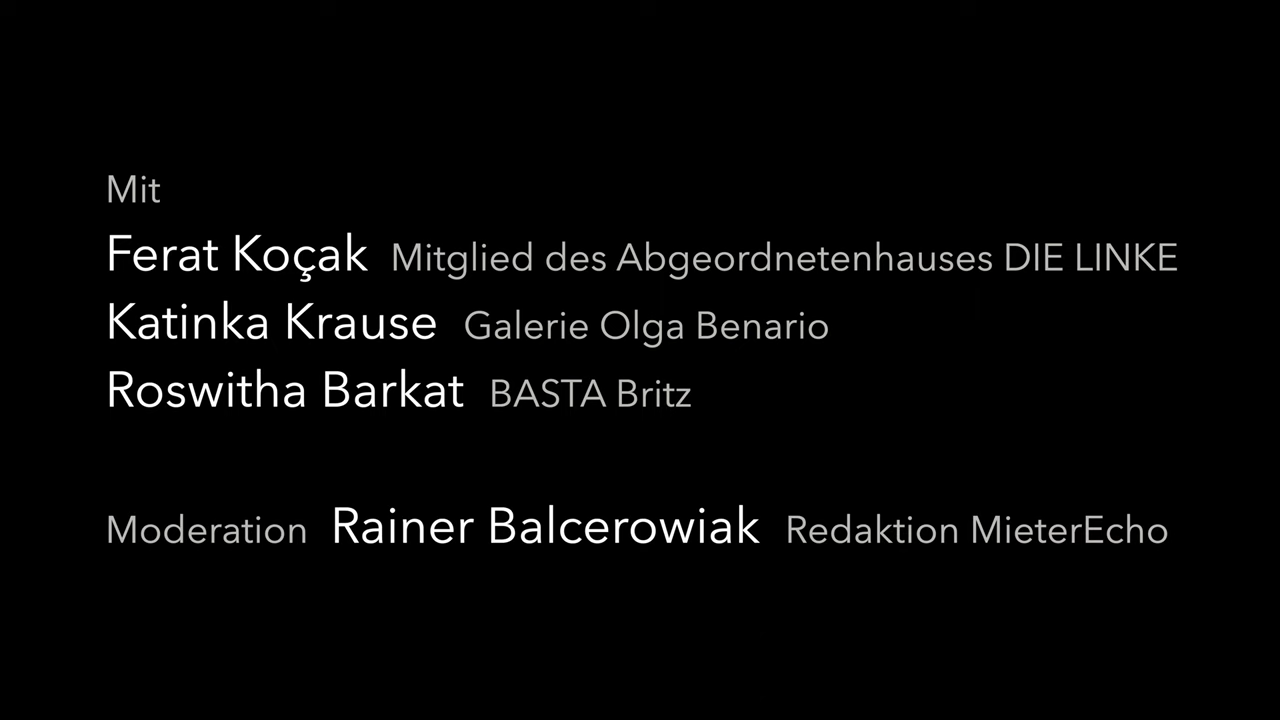 Mit
Ferat Koçak Mitglied des Abgeordnetenhauses DIE LINKE
Katinka Krause Galerie Olga Benario
Roswitha Barkat BASTA Britz
Moderation Rainer Balcerowiak Redaktion MieterEcho